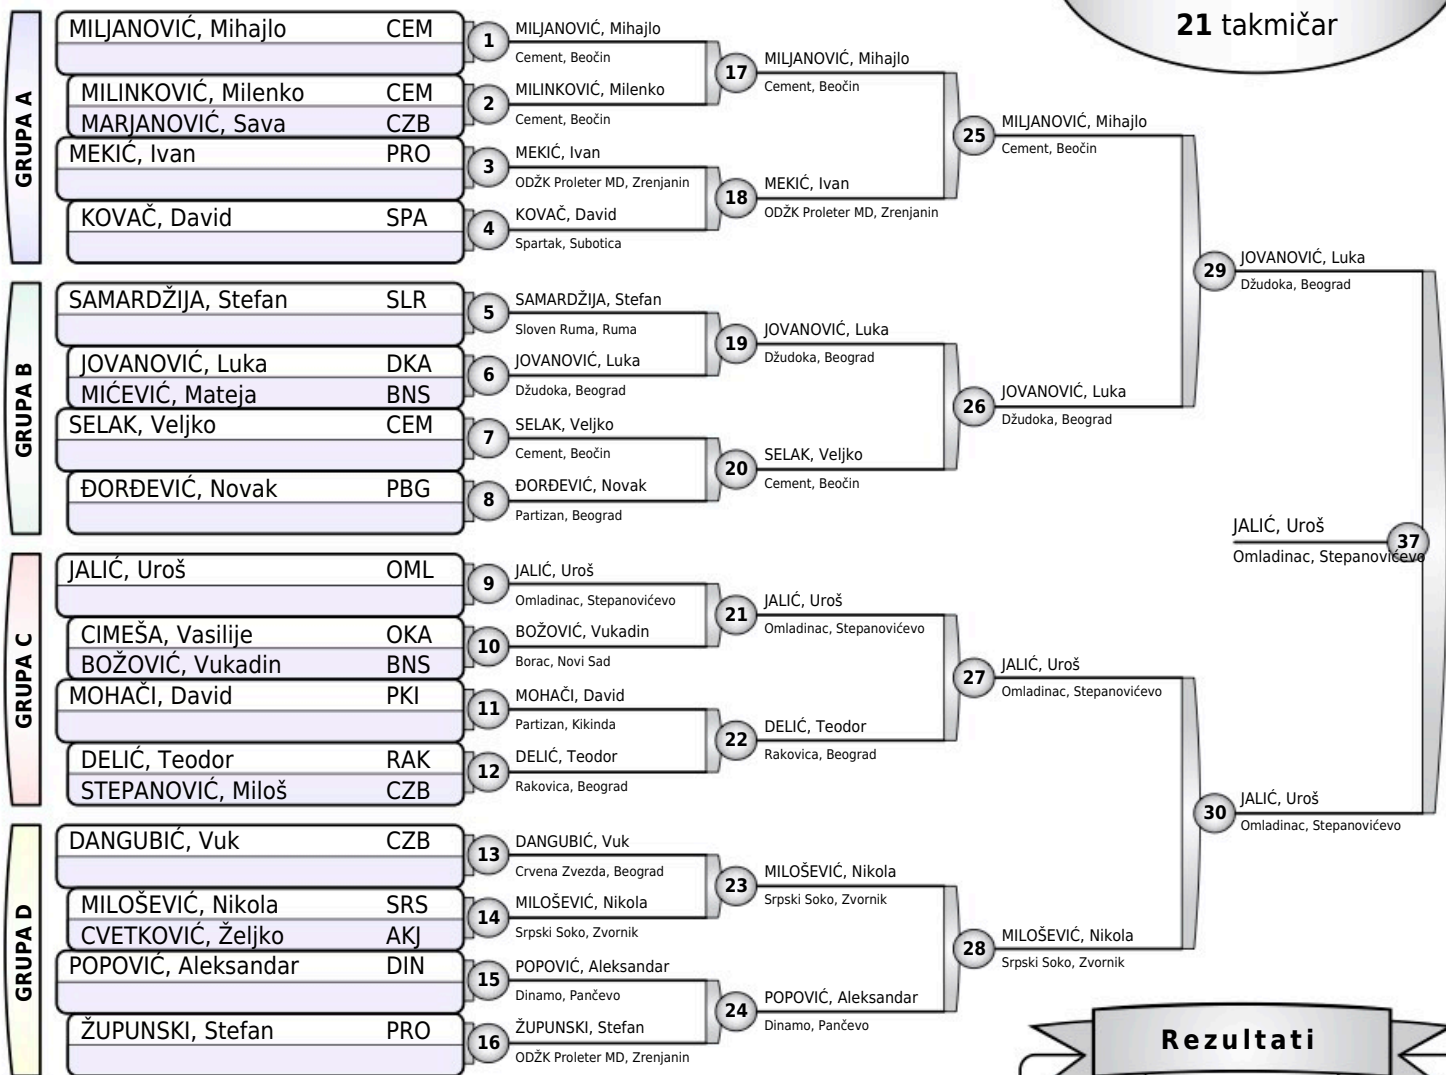 21 takmičar
GRUPA A
MILJANOVIĆ, Mihajlo CEM
MILINKOVIĆ, Milenko CEM
MARJANOVIĆ, Sava CZB
MEKIĆ, Ivan PRO
KOVAČ, David SPA
1 MILJANOVIĆ, Mihajlo
Cement, Beočin
2 MILINKOVIĆ, Milenko
Cement, Beočin
3 MEKIĆ, Ivan
ODŽK Proleter MD, Zrenjanin
4 KOVAČ, David
Spartak, Subotica
17 MILJANOVIĆ, Mihajlo
Cement, Beočin
18 MEKIĆ, Ivan
ODŽK Proleter MD, Zrenjanin
25 MILJANOVIĆ, Mihajlo
Cement, Beočin
GRUPA B
SAMARDŽIJA, Stefan SLR
JOVANOVIĆ, Luka DKA
MIĆEVIĆ, Mateja BNS
SELAK, Veljko CEM
ĐORĐEVIĆ, Novak PBG
5 SAMARDŽIJA, Stefan
Sloven Ruma, Ruma
6 JOVANOVIĆ, Luka
Džudoka, Beograd
7 SELAK, Veljko
Cement, Beočin
8 ĐORĐEVIĆ, Novak
Partizan, Beograd
19 JOVANOVIĆ, Luka
Džudoka, Beograd
20 SELAK, Veljko
Cement, Beočin
26 JOVANOVIĆ, Luka
Džudoka, Beograd
29 JOVANOVIĆ, Luka
Džudoka, Beograd
GRUPA C
JALIĆ, Uroš OML
CIMEŠA, Vasilije OKA
BOŽOVIĆ, Vukadin BNS
MOHAČI, David PKI
DELIĆ, Teodor RAK
STEPANOVIĆ, Miloš CZB
9 JALIĆ, Uroš
Omladinac, Stepanovićevo
10 BOŽOVIĆ, Vukadin
Borac, Novi Sad
11 MOHAČI, David
Partizan, Kikinda
12 DELIĆ, Teodor
Rakovica, Beograd
21 JALIĆ, Uroš
Omladinac, Stepanovićevo
22 DELIĆ, Teodor
Rakovica, Beograd
27 JALIĆ, Uroš
Omladinac, Stepanovićevo
GRUPA D
DANGUBIĆ, Vuk CZB
MILOŠEVIĆ, Nikola SRS
CVETKOVIĆ, Željko AKJ
POPOVIĆ, Aleksandar DIN
ŽUPUNSKI, Stefan PRO
13 DANGUBIĆ, Vuk
Crvena Zvezda, Beograd
14 MILOŠEVIĆ, Nikola
Srpski Soko, Zvornik
15 POPOVIĆ, Aleksandar
Dinamo, Pančevo
16 ŽUPUNSKI, Stefan
ODŽK Proleter MD, Zrenjanin
23 MILOŠEVIĆ, Nikola
Srpski Soko, Zvornik
24 POPOVIĆ, Aleksandar
Dinamo, Pančevo
28 MILOŠEVIĆ, Nikola
Srpski Soko, Zvornik
30 JALIĆ, Uroš
Omladinac, Stepanovićevo
JALIĆ, Uroš 37
Omladinac, Stepanovićevo
Rezultati